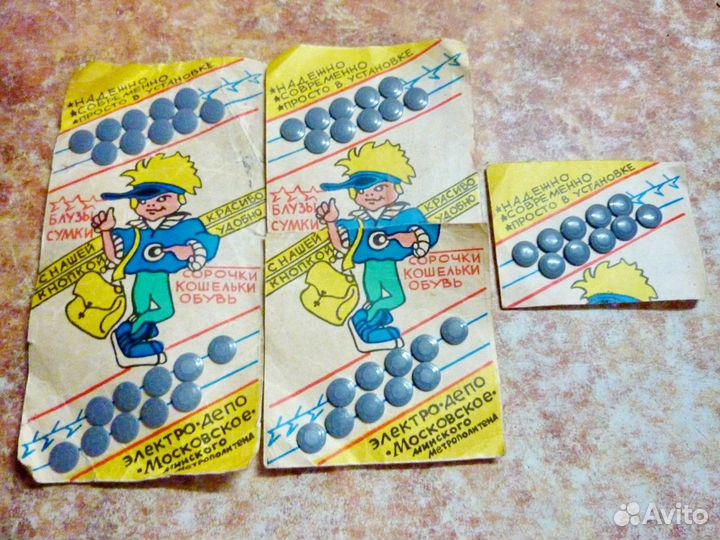 ★НАДЕЖНО
★СОВРЕМЕННО
★ПРОСТО В УСТАНОВКЕ
БЛУЗЫ
СУМКИ
КРАСИВО
УДОБНО
С НАШЕЙ
КНОПКОЙ
СОРОЧКИ
КОШЕЛЬКИ
ОБУВЬ
ЭЛЕКТРО-ДЕПО
"МОСКОВСКОЕ"
МИНСКОГО
МЕТРОПОЛИТЕНА
★НАДЕЖНО
★СОВРЕМЕННО
★ПРОСТО В УСТАНОВКЕ
БЛУЗЫ
СУМКИ
КРАСИВО
УДОБНО
С НАШЕЙ
КНОПКОЙ
СОРОЧКИ
КОШЕЛЬКИ
ОБУВЬ
ЭЛЕКТРО-ДЕПО
"МОСКОВСКОЕ"
МИНСКОГО
МЕТРОПОЛИТЕНА
★НАДЕЖНО
★СОВРЕМЕННО
★ПРОСТО В УСТАНОВКЕ
Avito